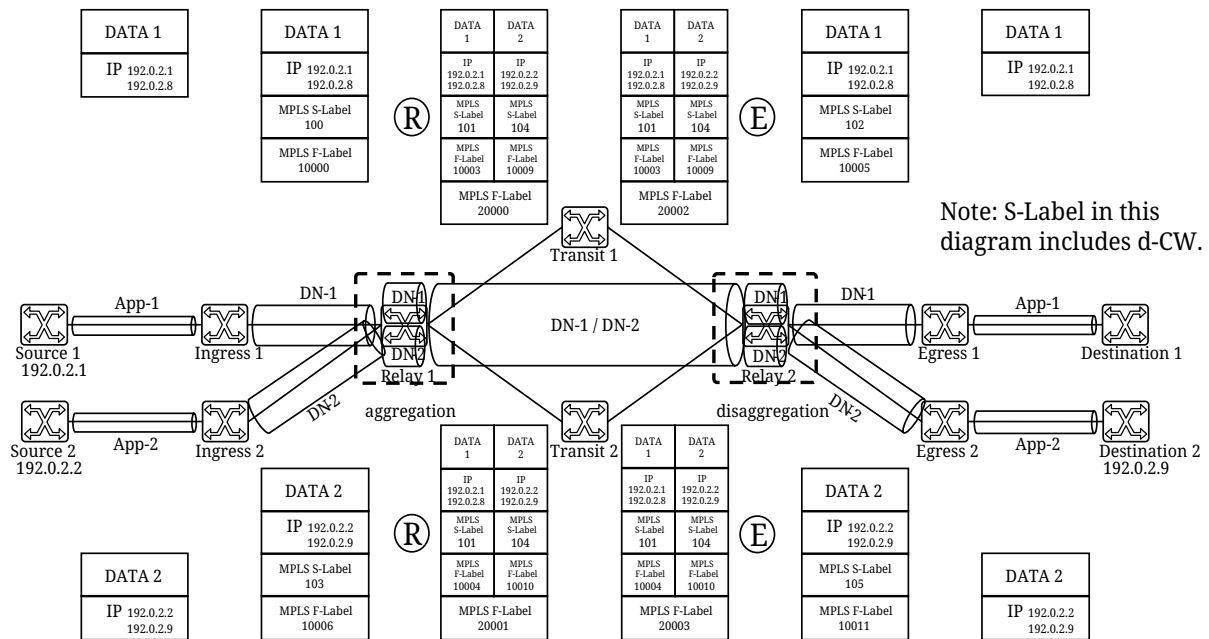 DATA 1
IP 192.0.2.1
192.0.2.8
DATA 1
IP 192.0.2.1
192.0.2.8
MPLS S-Label
100
MPLS F-Label
10000
R
DATA
1
DATA
2
IP
192.0.2.1
192.0.2.8
IP
192.0.2.2
192.0.2.9
MPLS
S-Label
101
MPLS
S-Label
104
MPLS
F-Label
10003
MPLS
F-Label
10009
MPLS F-Label
20000
DATA
1
DATA
2
IP
192.0.2.1
192.0.2.8
IP
192.0.2.2
192.0.2.9
MPLS
S-Label
101
MPLS
S-Label
104
MPLS
F-Label
10003
MPLS
F-Label
10009
MPLS F-Label
20002
E
DATA 1
IP 192.0.2.1
192.0.2.8
MPLS S-Label
102
MPLS F-Label
10005
DATA 1
IP 192.0.2.1
192.0.2.8
Note: S-Label in this
diagram includes d-CW.
Transit 1
Source 1
192.0.2.1
App-1
Ingress 1
DN-1
DN-1
DN-2
Relay 1
DN-1 / DN-2
DN-1
DN-2
Relay 2
DN-1
Egress 1
App-1
Destination 1
Source 2
192.0.2.2
App-2
Ingress 2
DN-2
aggregation
Transit 2
disaggregation
DN-2
Egress 2
App-2
Destination 2
192.0.2.9
DATA 2
IP 192.0.2.2
192.0.2.9
DATA 2
IP 192.0.2.2
192.0.2.9
MPLS S-Label
103
MPLS F-Label
10006
R
DATA
1
DATA
2
IP
192.0.2.1
192.0.2.8
IP
192.0.2.2
192.0.2.9
MPLS
S-Label
101
MPLS
S-Label
104
MPLS
F-Label
10004
MPLS
F-Label
10010
MPLS F-Label
20001
DATA
1
DATA
2
IP
192.0.2.1
192.0.2.8
IP
192.0.2.2
192.0.2.9
MPLS
S-Label
101
MPLS
S-Label
104
MPLS
F-Label
10004
MPLS
F-Label
10010
MPLS F-Label
20003
E
DATA 2
IP 192.0.2.2
192.0.2.9
MPLS S-Label
105
MPLS F-Label
10011
DATA 2
IP 192.0.2.2
192.0.2.9